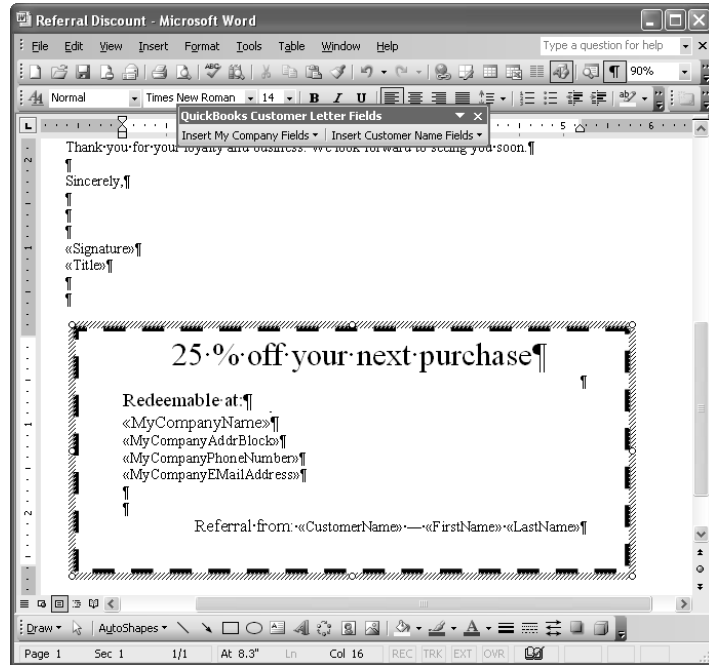 Referral Discount - Microsoft Word
File Edit View Insert Format Tools Table Window Help Type a question for help
90%
Normal Times New Roman 14 B I U
QuickBooks Customer Letter Fields
Insert My Company Fields Insert Customer Name Fields
5 6
Thank·you·for·your·loyalty·and·business.·We·look·forward·to·seeing·you·soon.¶
¶
Sincerely,¶
¶
¶
¶
«Signature»¶
«Title»¶
¶
¶
25·%·off·your·next·purchase¶
¶
Redeemable·at:¶
«MyCompanyName»¶
«MyCompanyAddrBlock»¶
«MyCompanyPhoneNumber»¶
«MyCompanyEMailAddress»¶
¶
¶
Referral·from:·«CustomerName»·—·«FirstName»·«LastName»¶
Draw AutoShapes
Page 1 Sec 1 1/1 At 8.3" Ln Col 16 REC TRK EXT OVR